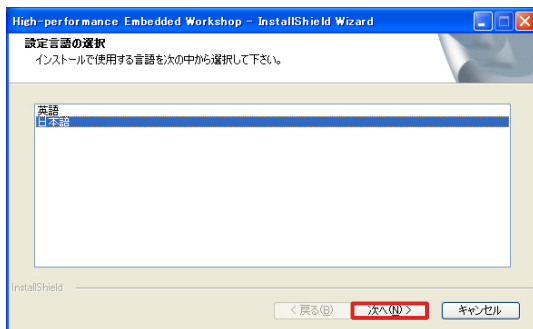 High-performance Embedded Workshop - InstallShield Wizard
設定言語の選択
インストールで使用する言語を次の中から選択して下さい。
英語
日本語
InstallShield
< 戻る(B)
次へ(N) >
キャンセル